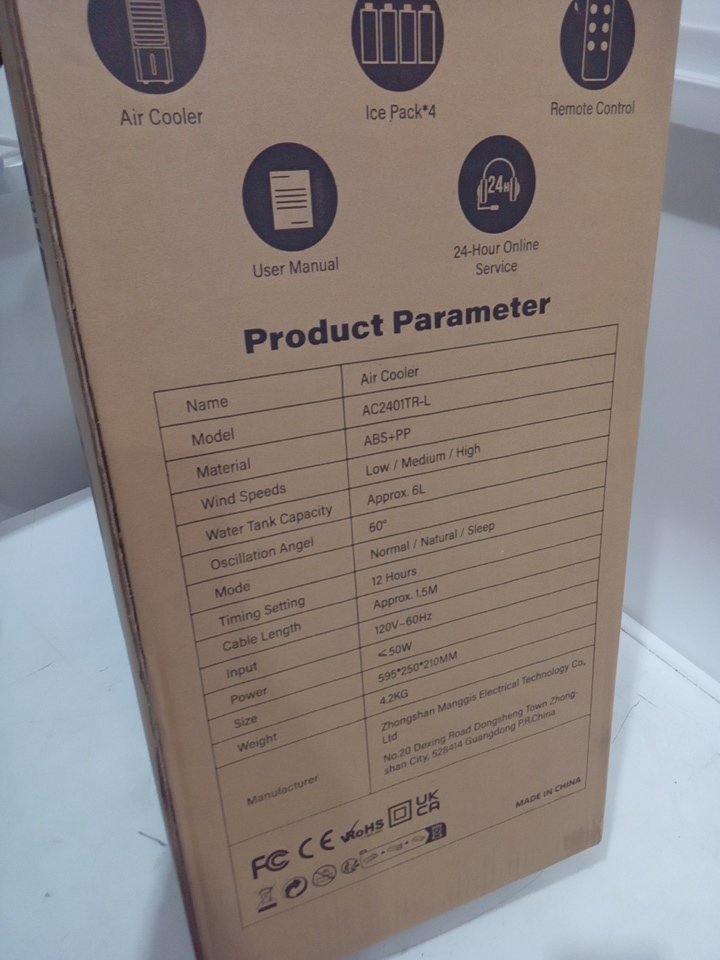 Air Cooler
Ice Pack*4
Remote Control
User Manual
24H
24-Hour Online
Service
Product Parameter
Name Air Cooler
Model AC2401TR-L
Material ABS+PP
Wind Speeds Low / Medium / High
Water Tank Capacity Approx. 6L
Oscillation Angel 60°
Mode Normal / Natural / Sleep
Timing Setting 12 Hours
Cable Length Approx. 1.5M
Input 120V~60Hz
Power ≤50W
Size 595*250*210MM
Weight 4.2KG
Manufacturer Zhongshan Manggis Electrical Technology Co.,
Ltd
No.20 Dexing Road Dongsheng Town Zhong-
shan City, 528414 Guangdong P.R.China
FC CE RoHS UK
CA
MADE IN CHINA